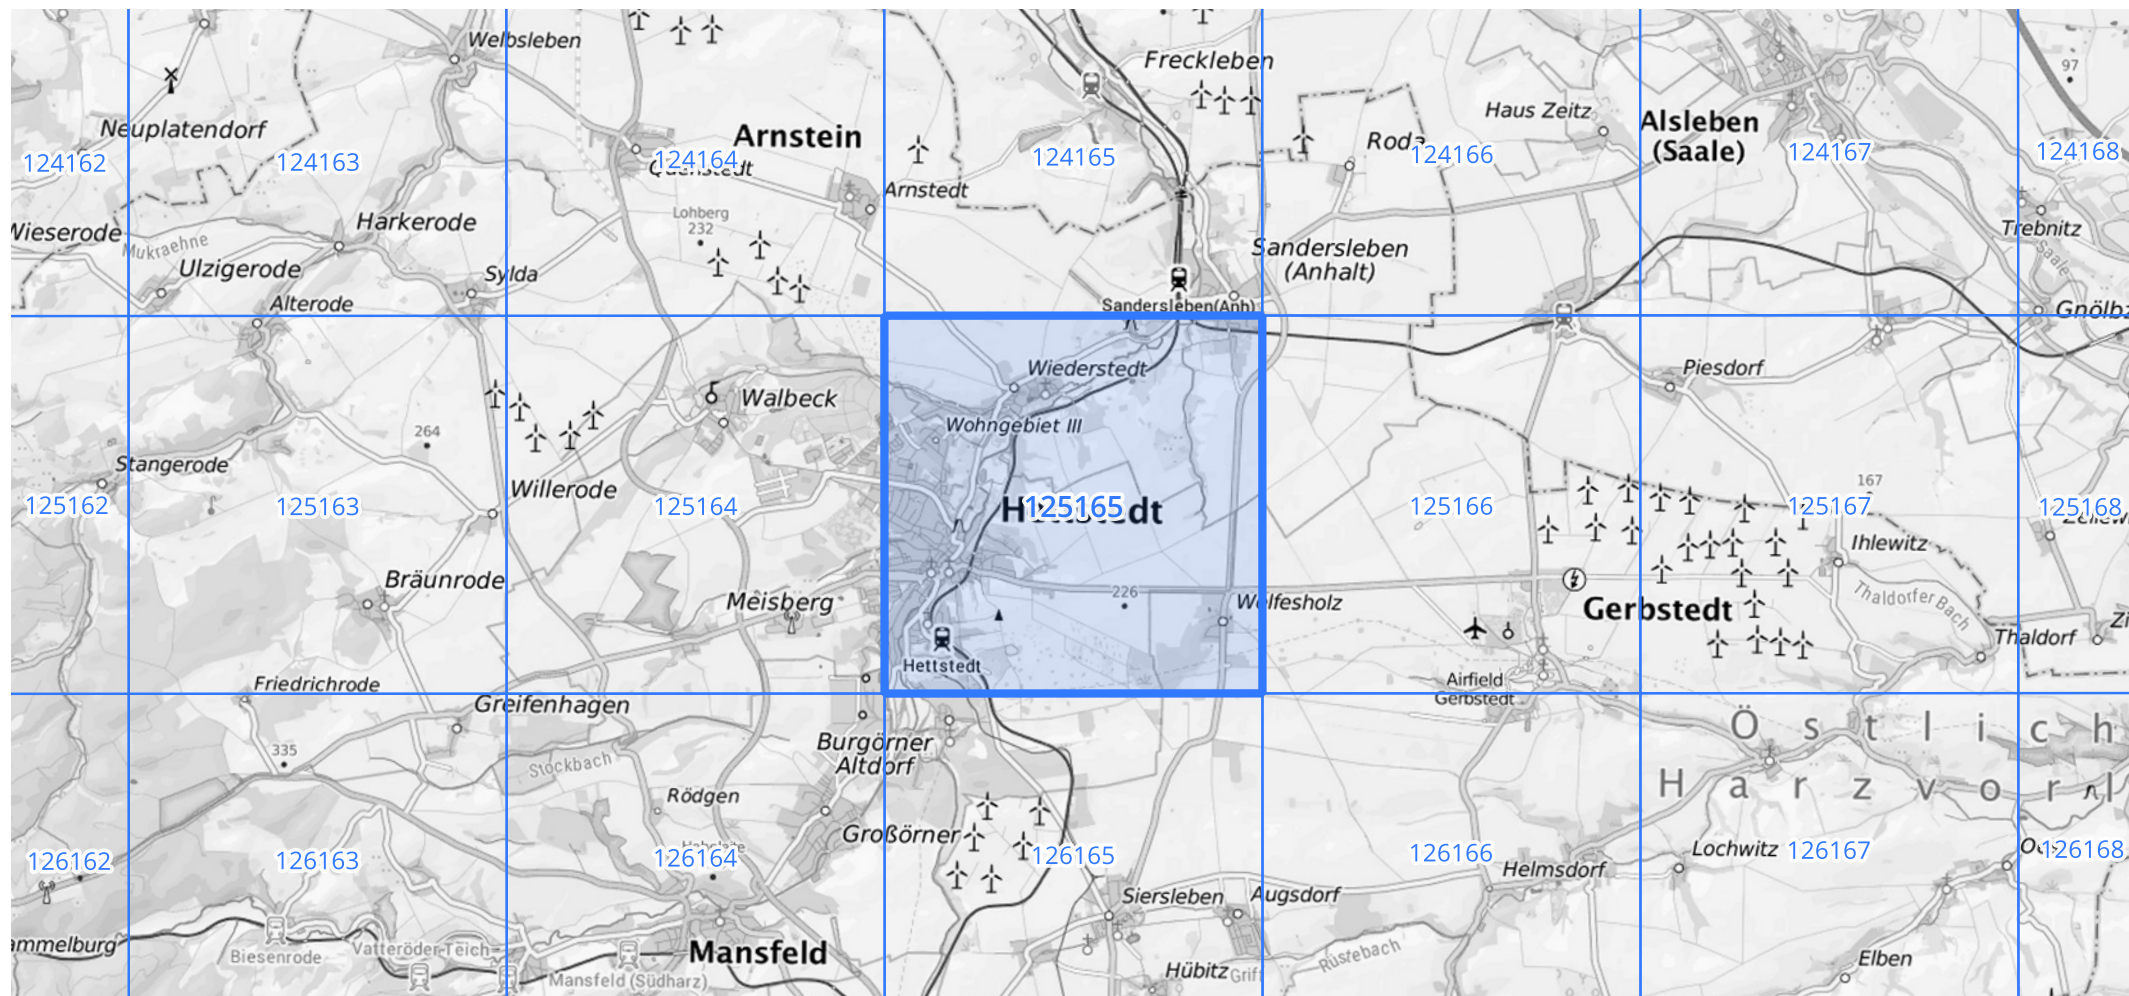 Welbsleben
Freckleben
97
Neuplatendorf
Arnstein
Haus Zeitz
Alsleben
(Saale)
Roda
124162
124163
124164
124165
124166
124167
124168
Quenstedt
Arnstedt
Lohberg
232
Wieserode
Mukraehne
Harkerode
Trebnitz
Saale
Sandersleben
(Anhalt)
Ulzigerode
Sylda
Alterode
Sandersleben(Anh)
Wiederstedt
Piesdorf
Walbeck
Wohngebiet III
264
Stangerode
Willerode
167
125162
125163
125164
125165
125166
125167
125168
Ihlewitz
Bräunrode
Meisberg
226
Welfesholz
Gerbstedt
Thaldorfer Bach
Thaldorf
Hettstedt
Friedrichrode
Airfield
Gerbstedt
Greifenhagen
Östlich
Burgörner
Altdorf
335
Stockbach
Harzvorl
Rödgen
Großörner
126162
126163
126164
126165
126166
126167
126168
Lochwitz
Helmsdorf
Siersleben
Augsdorf
ammelburg
Biesenrode
Vatteröder-Teich
Mansfeld
Mansfeld (Südharz)
Rüsterbach
Elben
Hübitz
Grift